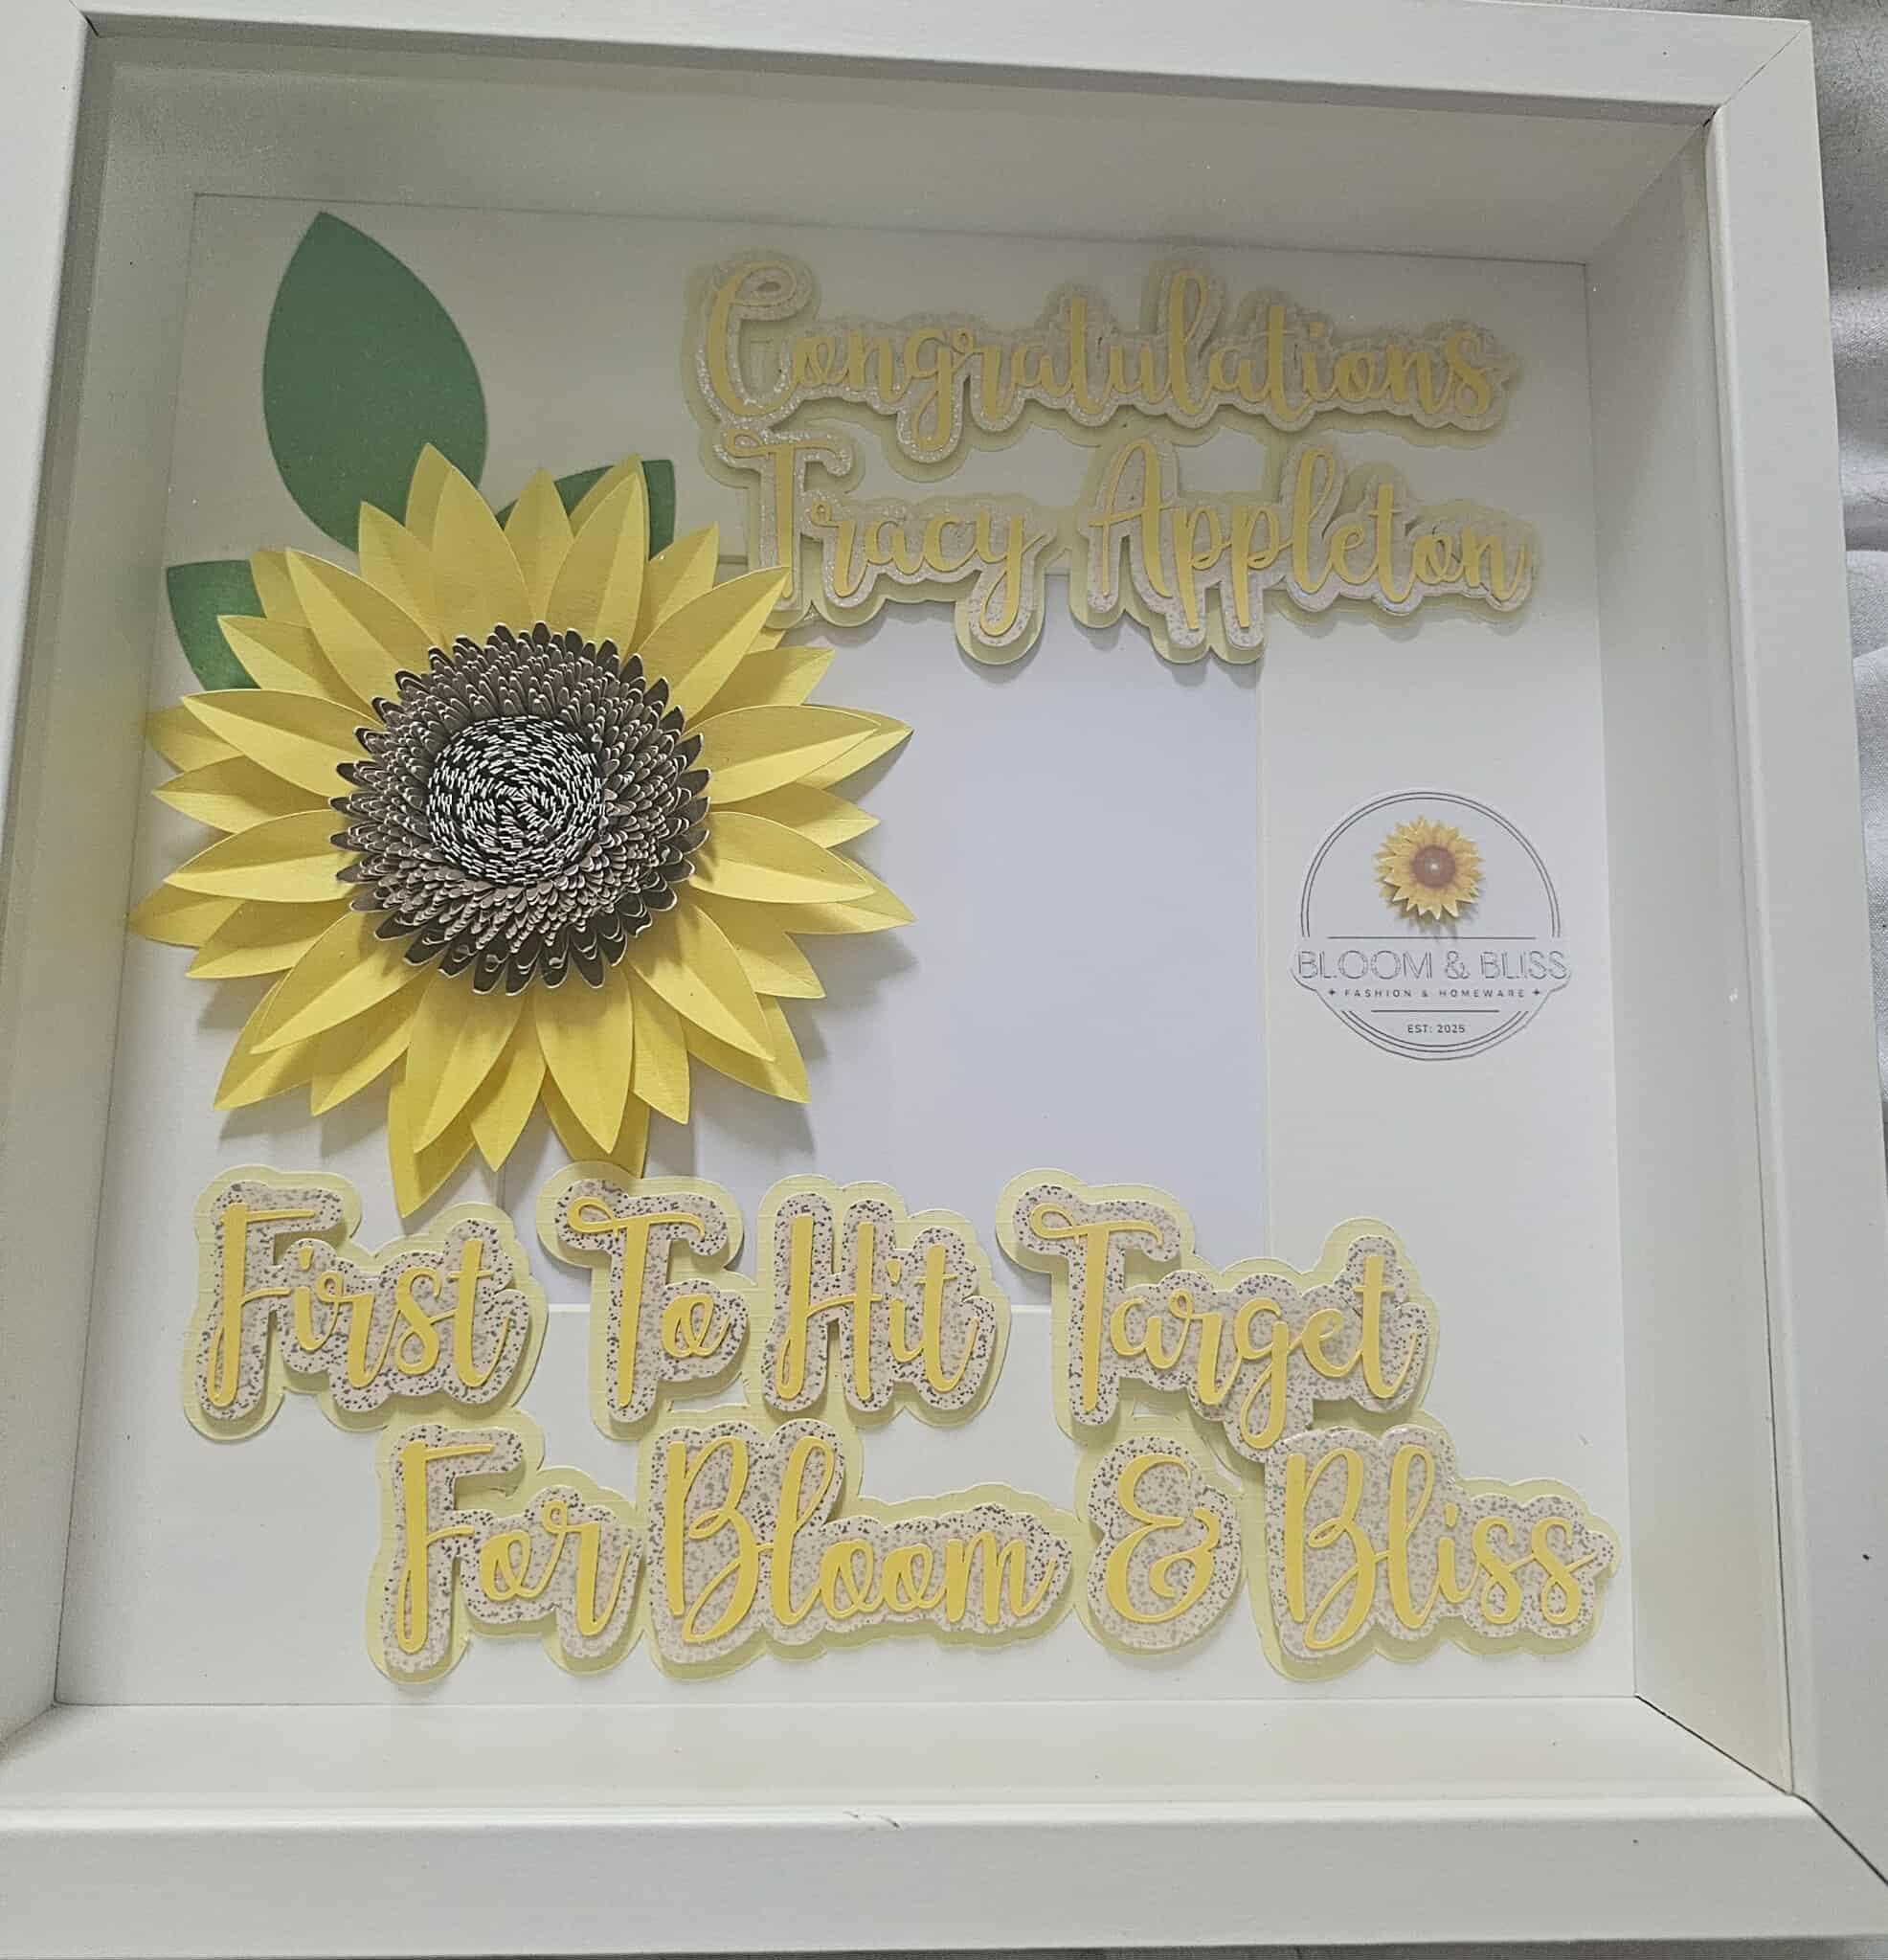 Congratulations
Tracy Appleton
BLOOM & BLISS
✦ FASHION & HOMEWARE ✦
EST: 2025
First To Hit Target
For Bloom & Bliss